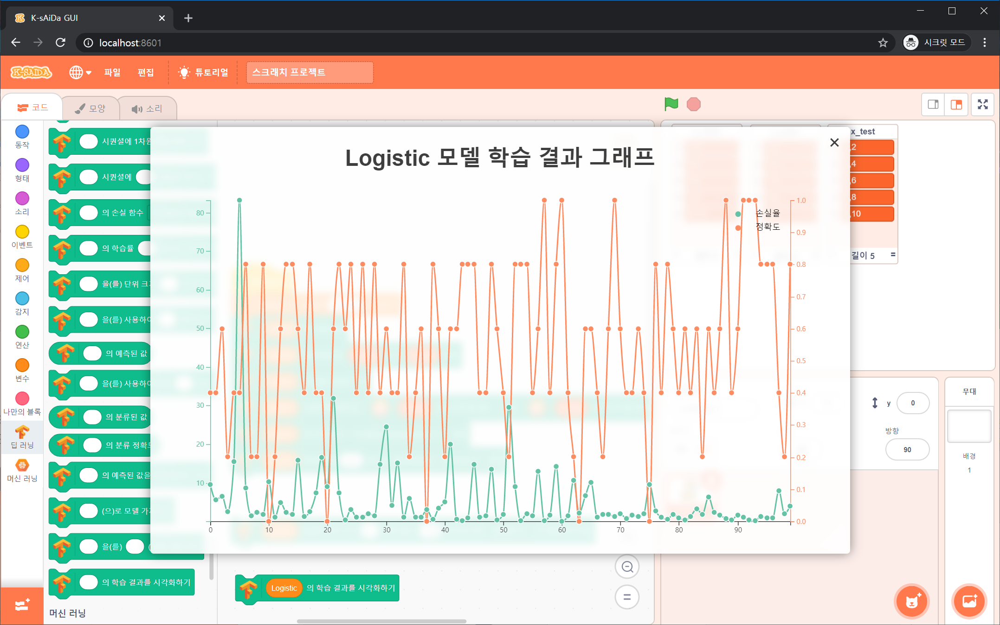 K-sAiDa GUI
localhost:8601
시크릿 모드
K-SAiDA
파일
편집
튜토리얼
스크래치 프로젝트
코드
모양
소리
동작
형태
소리
이벤트
제어
감지
연산
변수
나만의 블록
딥 러닝
머신 러닝
시퀀셜에 1차원
시퀀셜에
의 손실 함수
의 학습률
을(를) 단위 크기
을(를) 사용하여
의 예측된 값
을(를) 사용하여
의 분류된 값
의 분류 정확도
의 예측된 값을
(으)로 모델 가
을(를)
의 학습 결과를 시각화하기
머신 러닝
Logistic 의 학습 결과를 시각화하기
Logistic 모델 학습 결과 그래프
손실율
정확도
80
70
60
50
40
30
20
10
1.0
0.9
0.8
0.7
0.6
0.5
0.4
0.3
0.2
0.1
0.0
0 10 20 30 40 50 60 70 80 90
x_test
,2
,4
,6
,8
,10
길이 5
=
y 0
방향
90
무대
배경
1